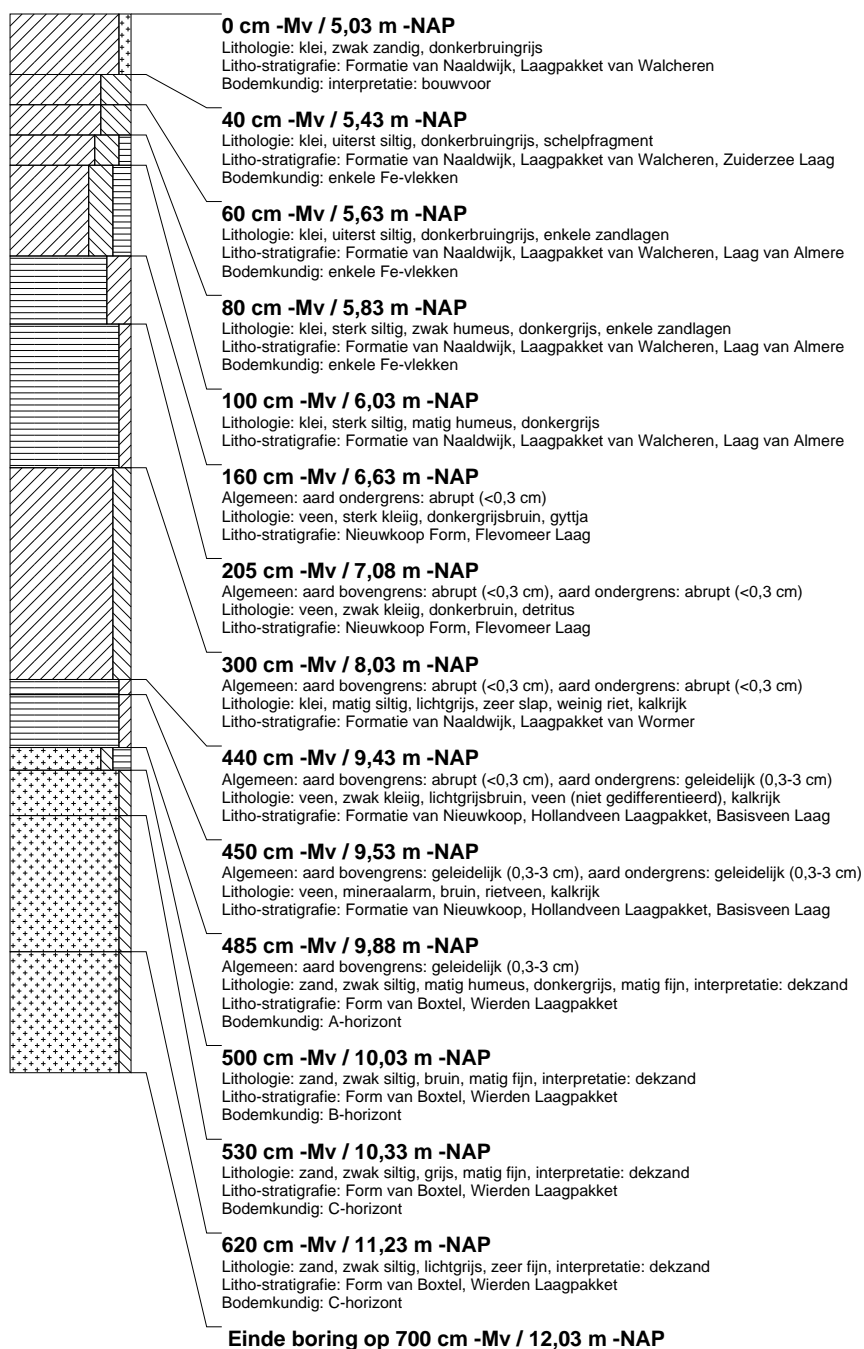 0 cm -Mv / 5,03 m -NAP
Lithologie: klei, zwak zandig, donkerbruingrijs
Litho-stratigrafie: Formatie van Naaldwijk, Laagpakket van Walcheren
Bodemkundig: interpretatie: bouwvoor
40 cm -Mv / 5,43 m -NAP
Lithologie: klei, uiterst siltig, donkerbruingrijs, schelpfragment
Litho-stratigrafie: Formatie van Naaldwijk, Laagpakket van Walcheren, Zuiderzee Laag
Bodemkundig: enkele Fe-vlekken
60 cm -Mv / 5,63 m -NAP
Lithologie: klei, uiterst siltig, donkerbruingrijs, enkele zandlagen
Litho-stratigrafie: Formatie van Naaldwijk, Laagpakket van Walcheren, Laag van Almere
Bodemkundig: enkele Fe-vlekken
80 cm -Mv / 5,83 m -NAP
Lithologie: klei, sterk siltig, zwak humeus, donkergrijs, enkele zandlagen
Litho-stratigrafie: Formatie van Naaldwijk, Laagpakket van Walcheren, Laag van Almere
Bodemkundig: enkele Fe-vlekken
100 cm -Mv / 6,03 m -NAP
Lithologie: klei, sterk siltig, matig humeus, donkergrijs
Litho-stratigrafie: Formatie van Naaldwijk, Laagpakket van Walcheren, Laag van Almere
160 cm -Mv / 6,63 m -NAP
Algemeen: aard ondergrens: abrupt (<0,3 cm)
Lithologie: veen, sterk kleiig, donkergrijsbruin, gyttja
Litho-stratigrafie: Nieuwkoop Form, Flevomeer Laag
205 cm -Mv / 7,08 m -NAP
Algemeen: aard bovengrens: abrupt (<0,3 cm), aard ondergrens: abrupt (<0,3 cm)
Lithologie: veen, zwak kleiig, donkerbruin, detritus
Litho-stratigrafie: Nieuwkoop Form, Flevomeer Laag
300 cm -Mv / 8,03 m -NAP
Algemeen: aard bovengrens: abrupt (<0,3 cm), aard ondergrens: abrupt (<0,3 cm)
Lithologie: klei, matig siltig, lichtgrijs, zeer slap, weinig riet, kalkrijk
Litho-stratigrafie: Formatie van Naaldwijk, Laagpakket van Wormer
440 cm -Mv / 9,43 m -NAP
Algemeen: aard bovengrens: abrupt (<0,3 cm), aard ondergrens: geleidelijk (0,3-3 cm)
Lithologie: veen, zwak kleiig, lichtgrijsbruin, veen (niet gedifferentieerd), kalkrijk
Litho-stratigrafie: Formatie van Nieuwkoop, Hollandveen Laagpakket, Basisveen Laag
450 cm -Mv / 9,53 m -NAP
Algemeen: aard bovengrens: geleidelijk (0,3-3 cm), aard ondergrens: geleidelijk (0,3-3 cm)
Lithologie: veen, mineraalarm, bruin, rietveen, kalkrijk
Litho-stratigrafie: Formatie van Nieuwkoop, Hollandveen Laagpakket, Basisveen Laag
485 cm -Mv / 9,88 m -NAP
Algemeen: aard bovengrens: geleidelijk (0,3-3 cm)
Lithologie: zand, zwak siltig, matig humeus, donkergrijs, matig fijn, interpretatie: dekzand
Litho-stratigrafie: Form van Boxtel, Wierden Laagpakket
Bodemkundig: A-horizont
500 cm -Mv / 10,03 m -NAP
Lithologie: zand, zwak siltig, bruin, matig fijn, interpretatie: dekzand
Litho-stratigrafie: Form van Boxtel, Wierden Laagpakket
Bodemkundig: B-horizont
530 cm -Mv / 10,33 m -NAP
Lithologie: zand, zwak siltig, grijs, matig fijn, interpretatie: dekzand
Litho-stratigrafie: Form van Boxtel, Wierden Laagpakket
Bodemkundig: C-horizont
620 cm -Mv / 11,23 m -NAP
Lithologie: zand, zwak siltig, lichtgrijs, zeer fijn, interpretatie: dekzand
Litho-stratigrafie: Form van Boxtel, Wierden Laagpakket
Bodemkundig: C-horizont
Einde boring op 700 cm -Mv / 12,03 m -NAP